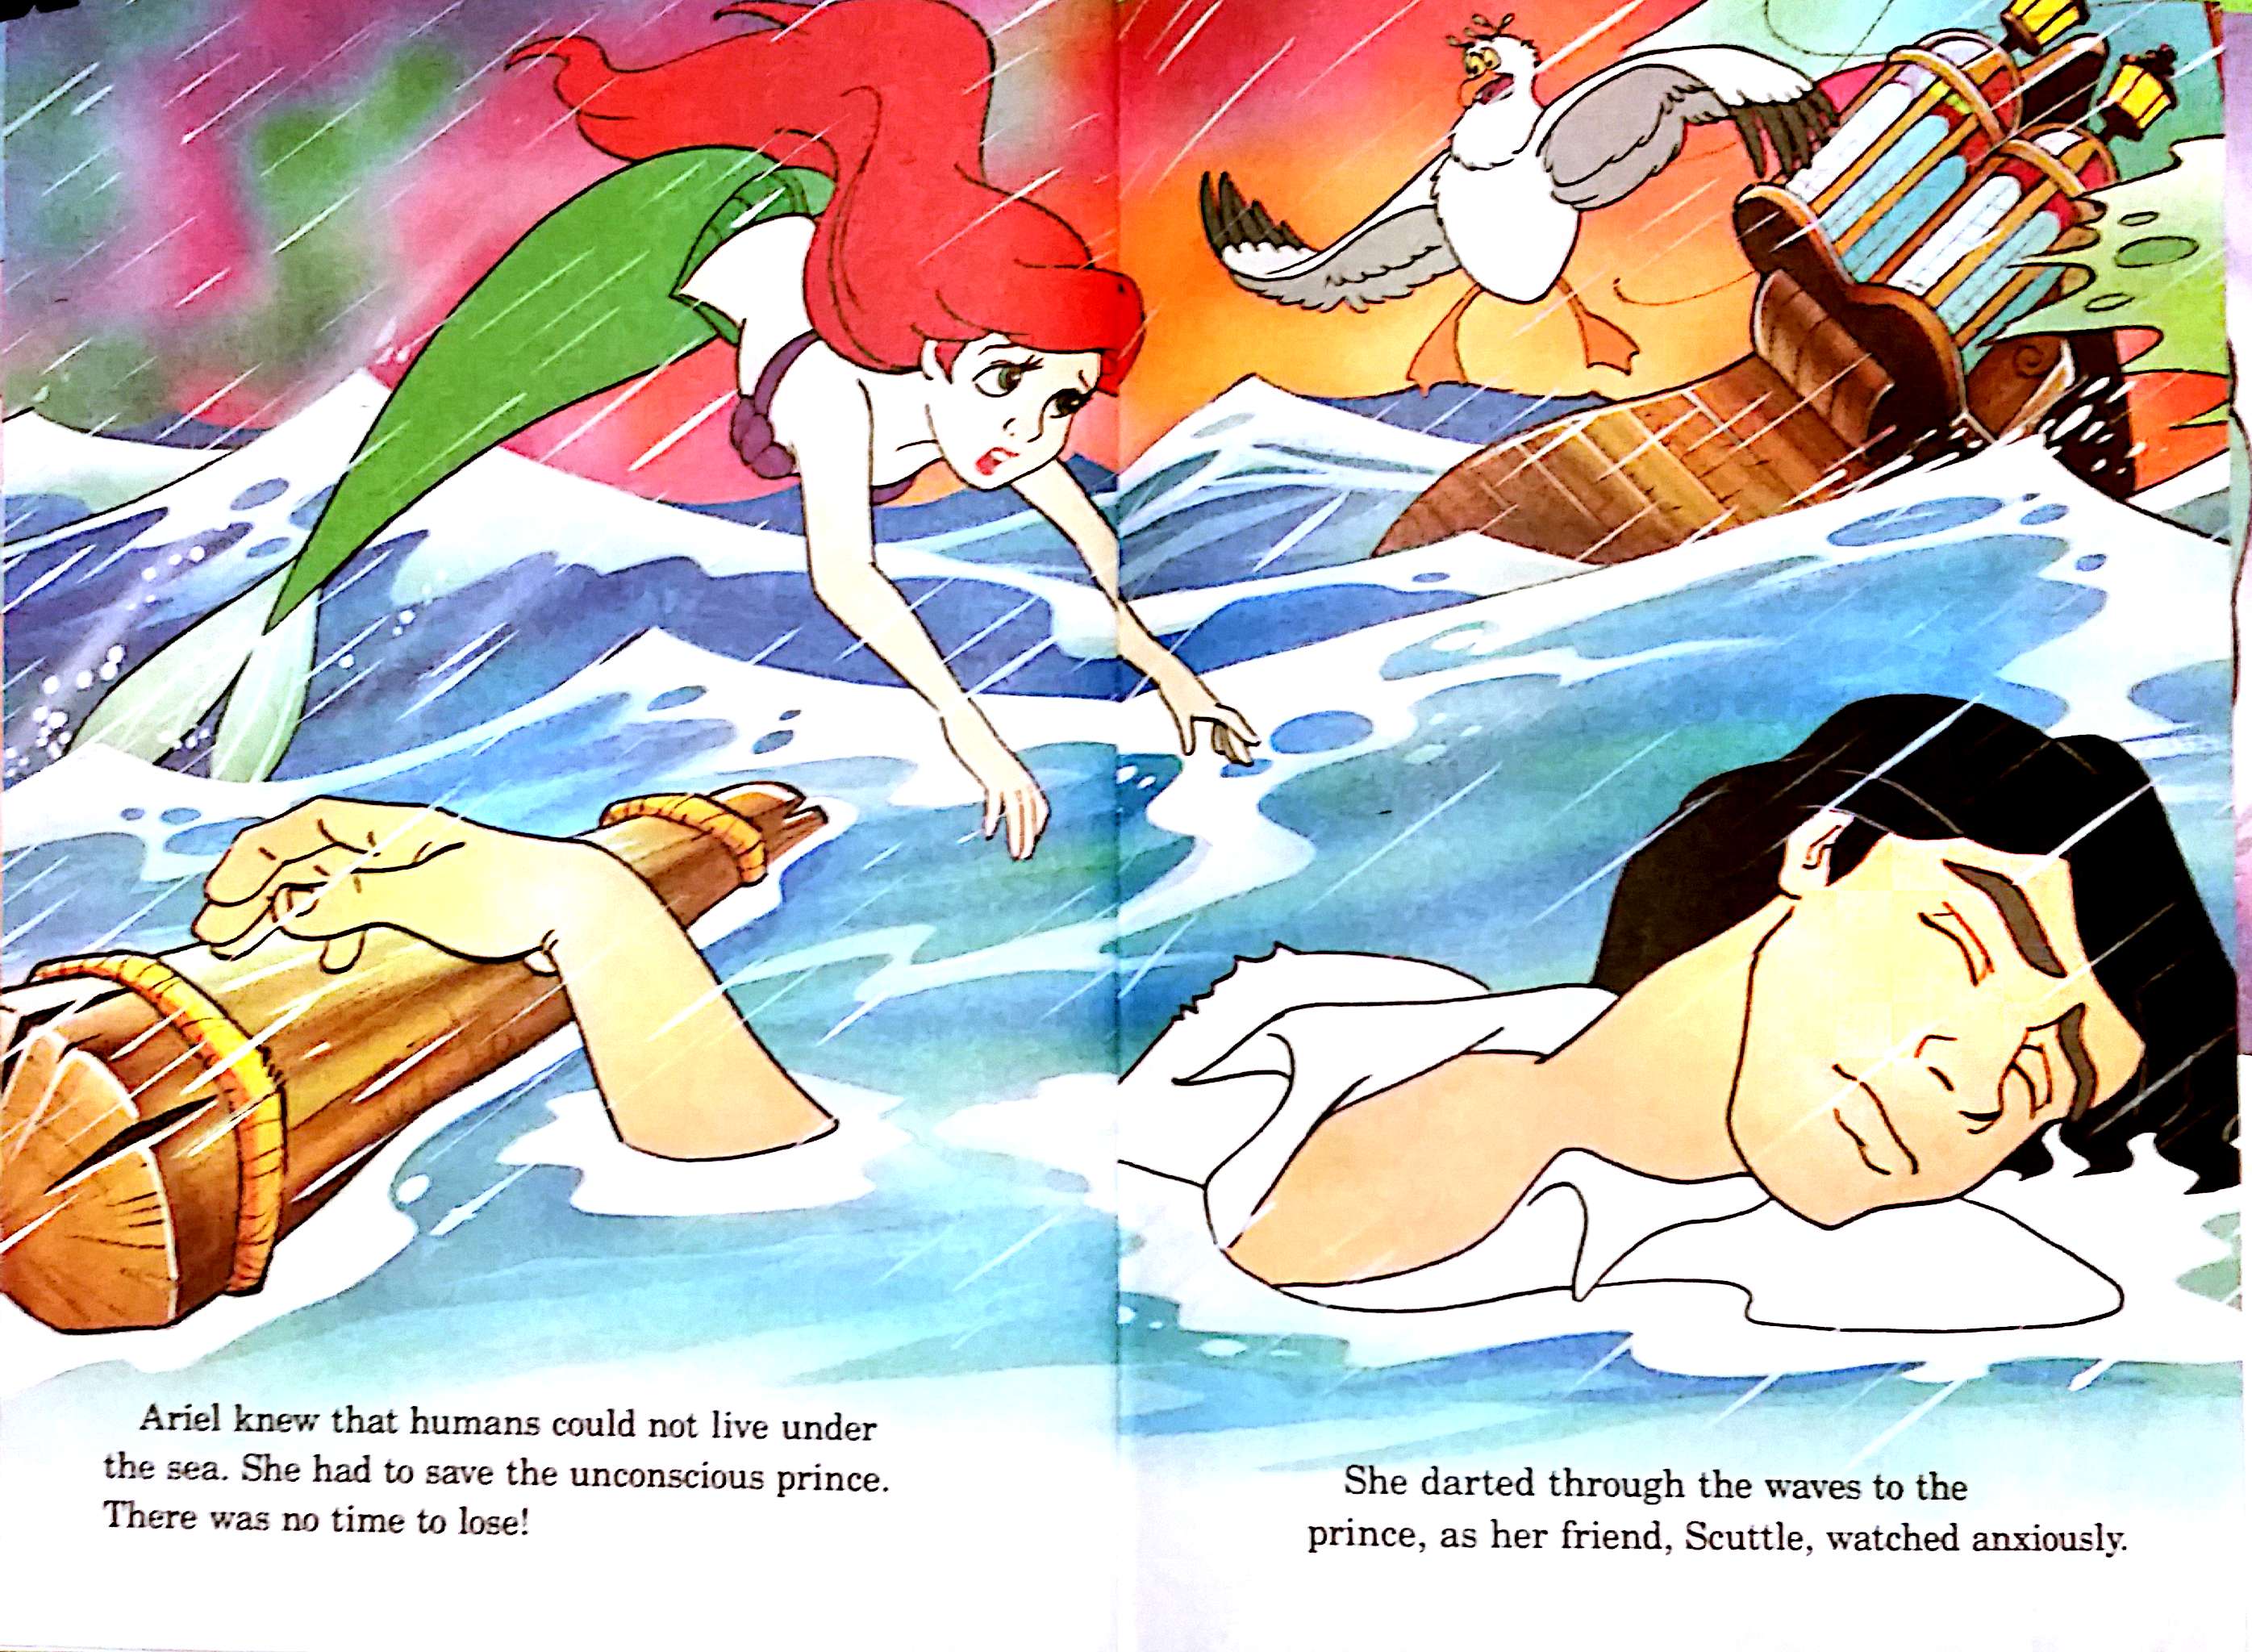 Ariel knew that humans could not live under
the sea. She had to save the unconscious prince.
There was no time to lose!
She darted through the waves to the
prince, as her friend, Scuttle, watched anxiously.